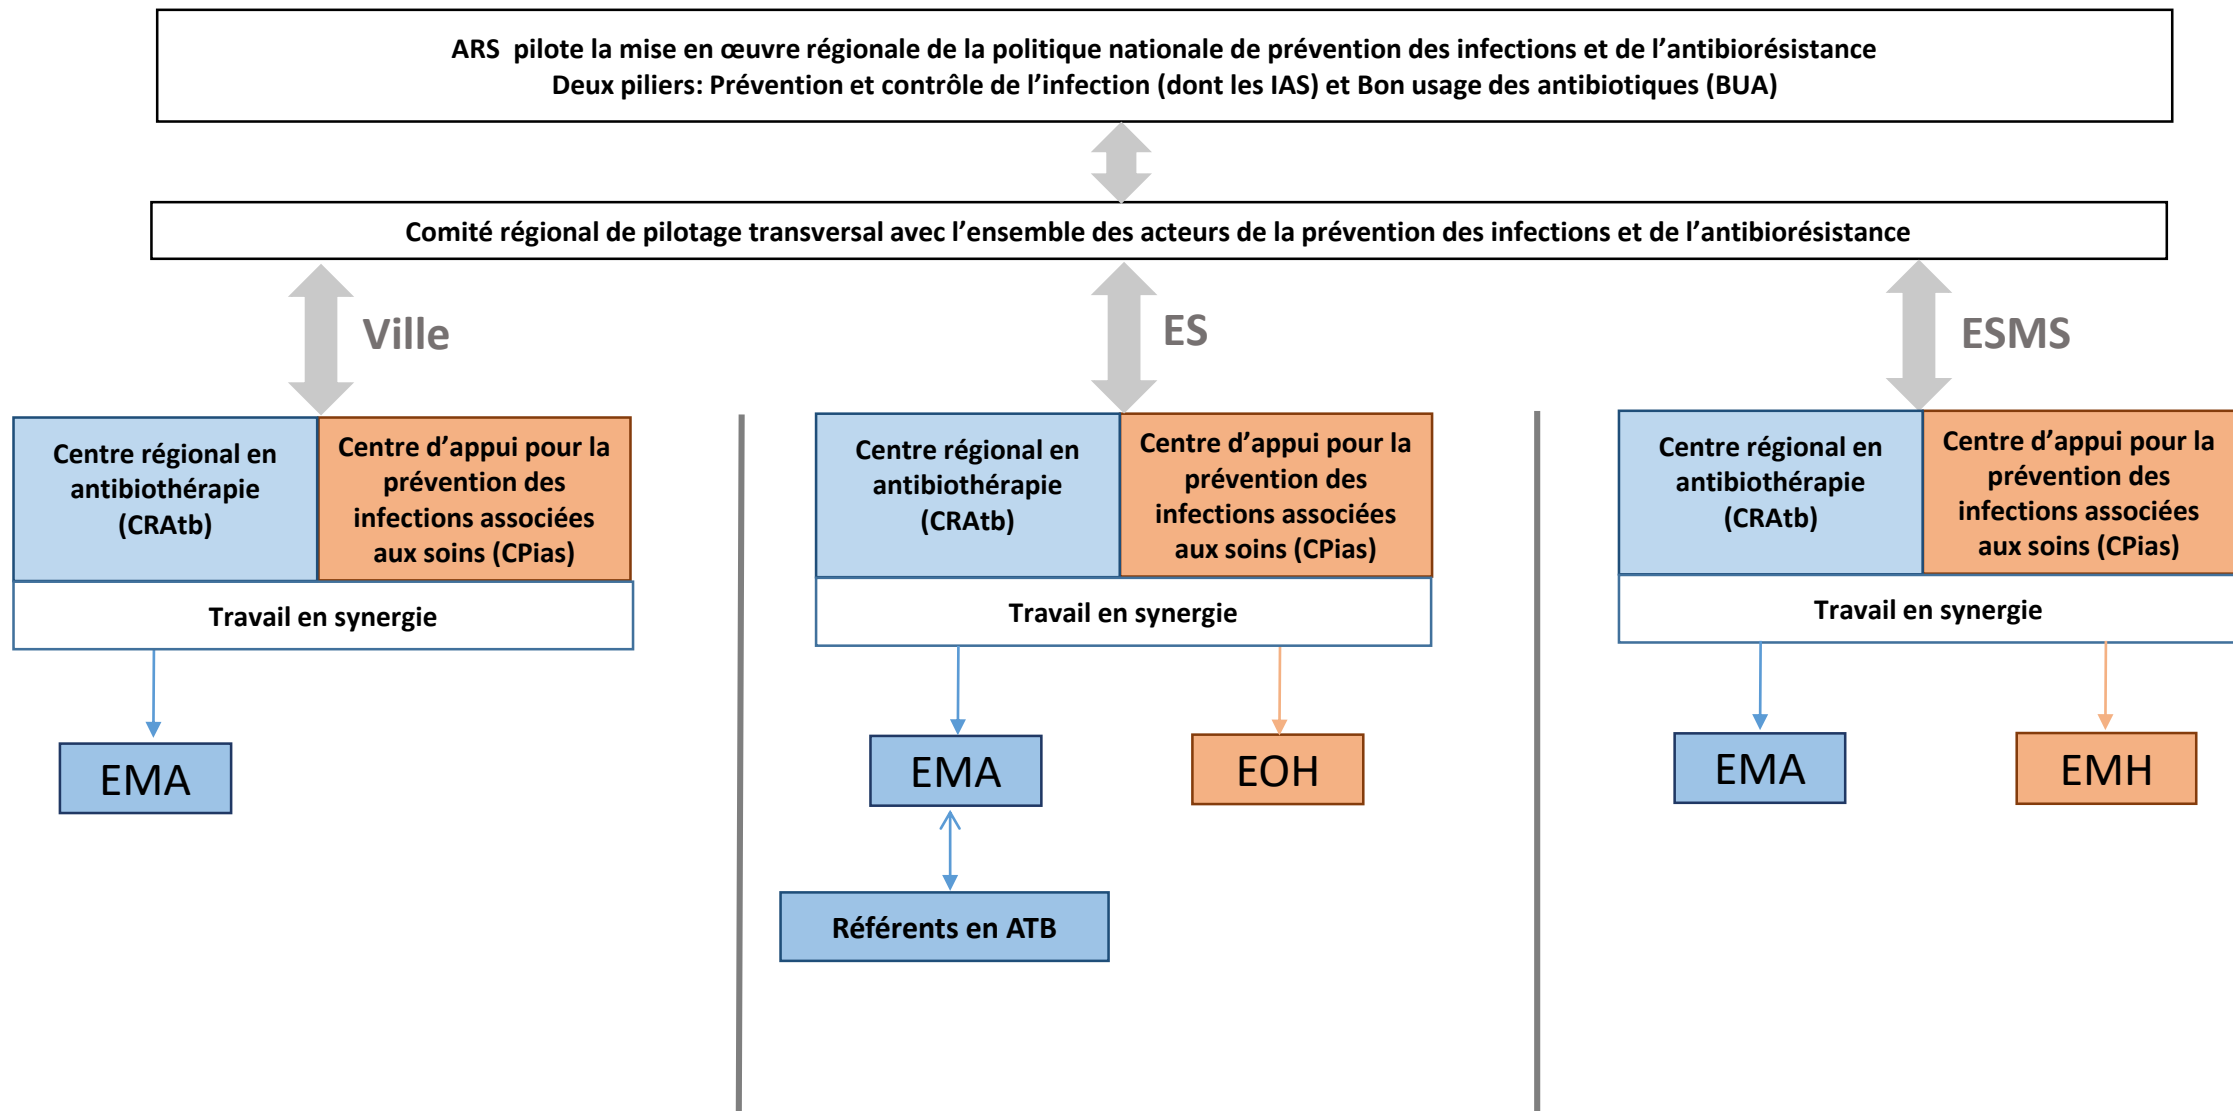 ARS pilote la mise en œuvre régionale de la politique nationale de prévention des infections et de l’antibiorésistance
Deux piliers: Prévention et contrôle de l’infection (dont les IAS) et Bon usage des antibiotiques (BUA)
Comité régional de pilotage transversal avec l’ensemble des acteurs de la prévention des infections et de l’antibiorésistance
Ville
ES
ESMS
Centre régional en
antibiothérapie
(CRAtb)
Centre d’appui pour la
prévention des
infections associées
aux soins (CPias)
Travail en synergie
EMA
Centre régional en
antibiothérapie
(CRAtb)
Centre d’appui pour la
prévention des
infections associées
aux soins (CPias)
Travail en synergie
EMA
EOH
Référents en ATB
Centre régional en
antibiothérapie
(CRAtb)
Centre d’appui pour la
prévention des
infections associées
aux soins (CPias)
Travail en synergie
EMA
EMH